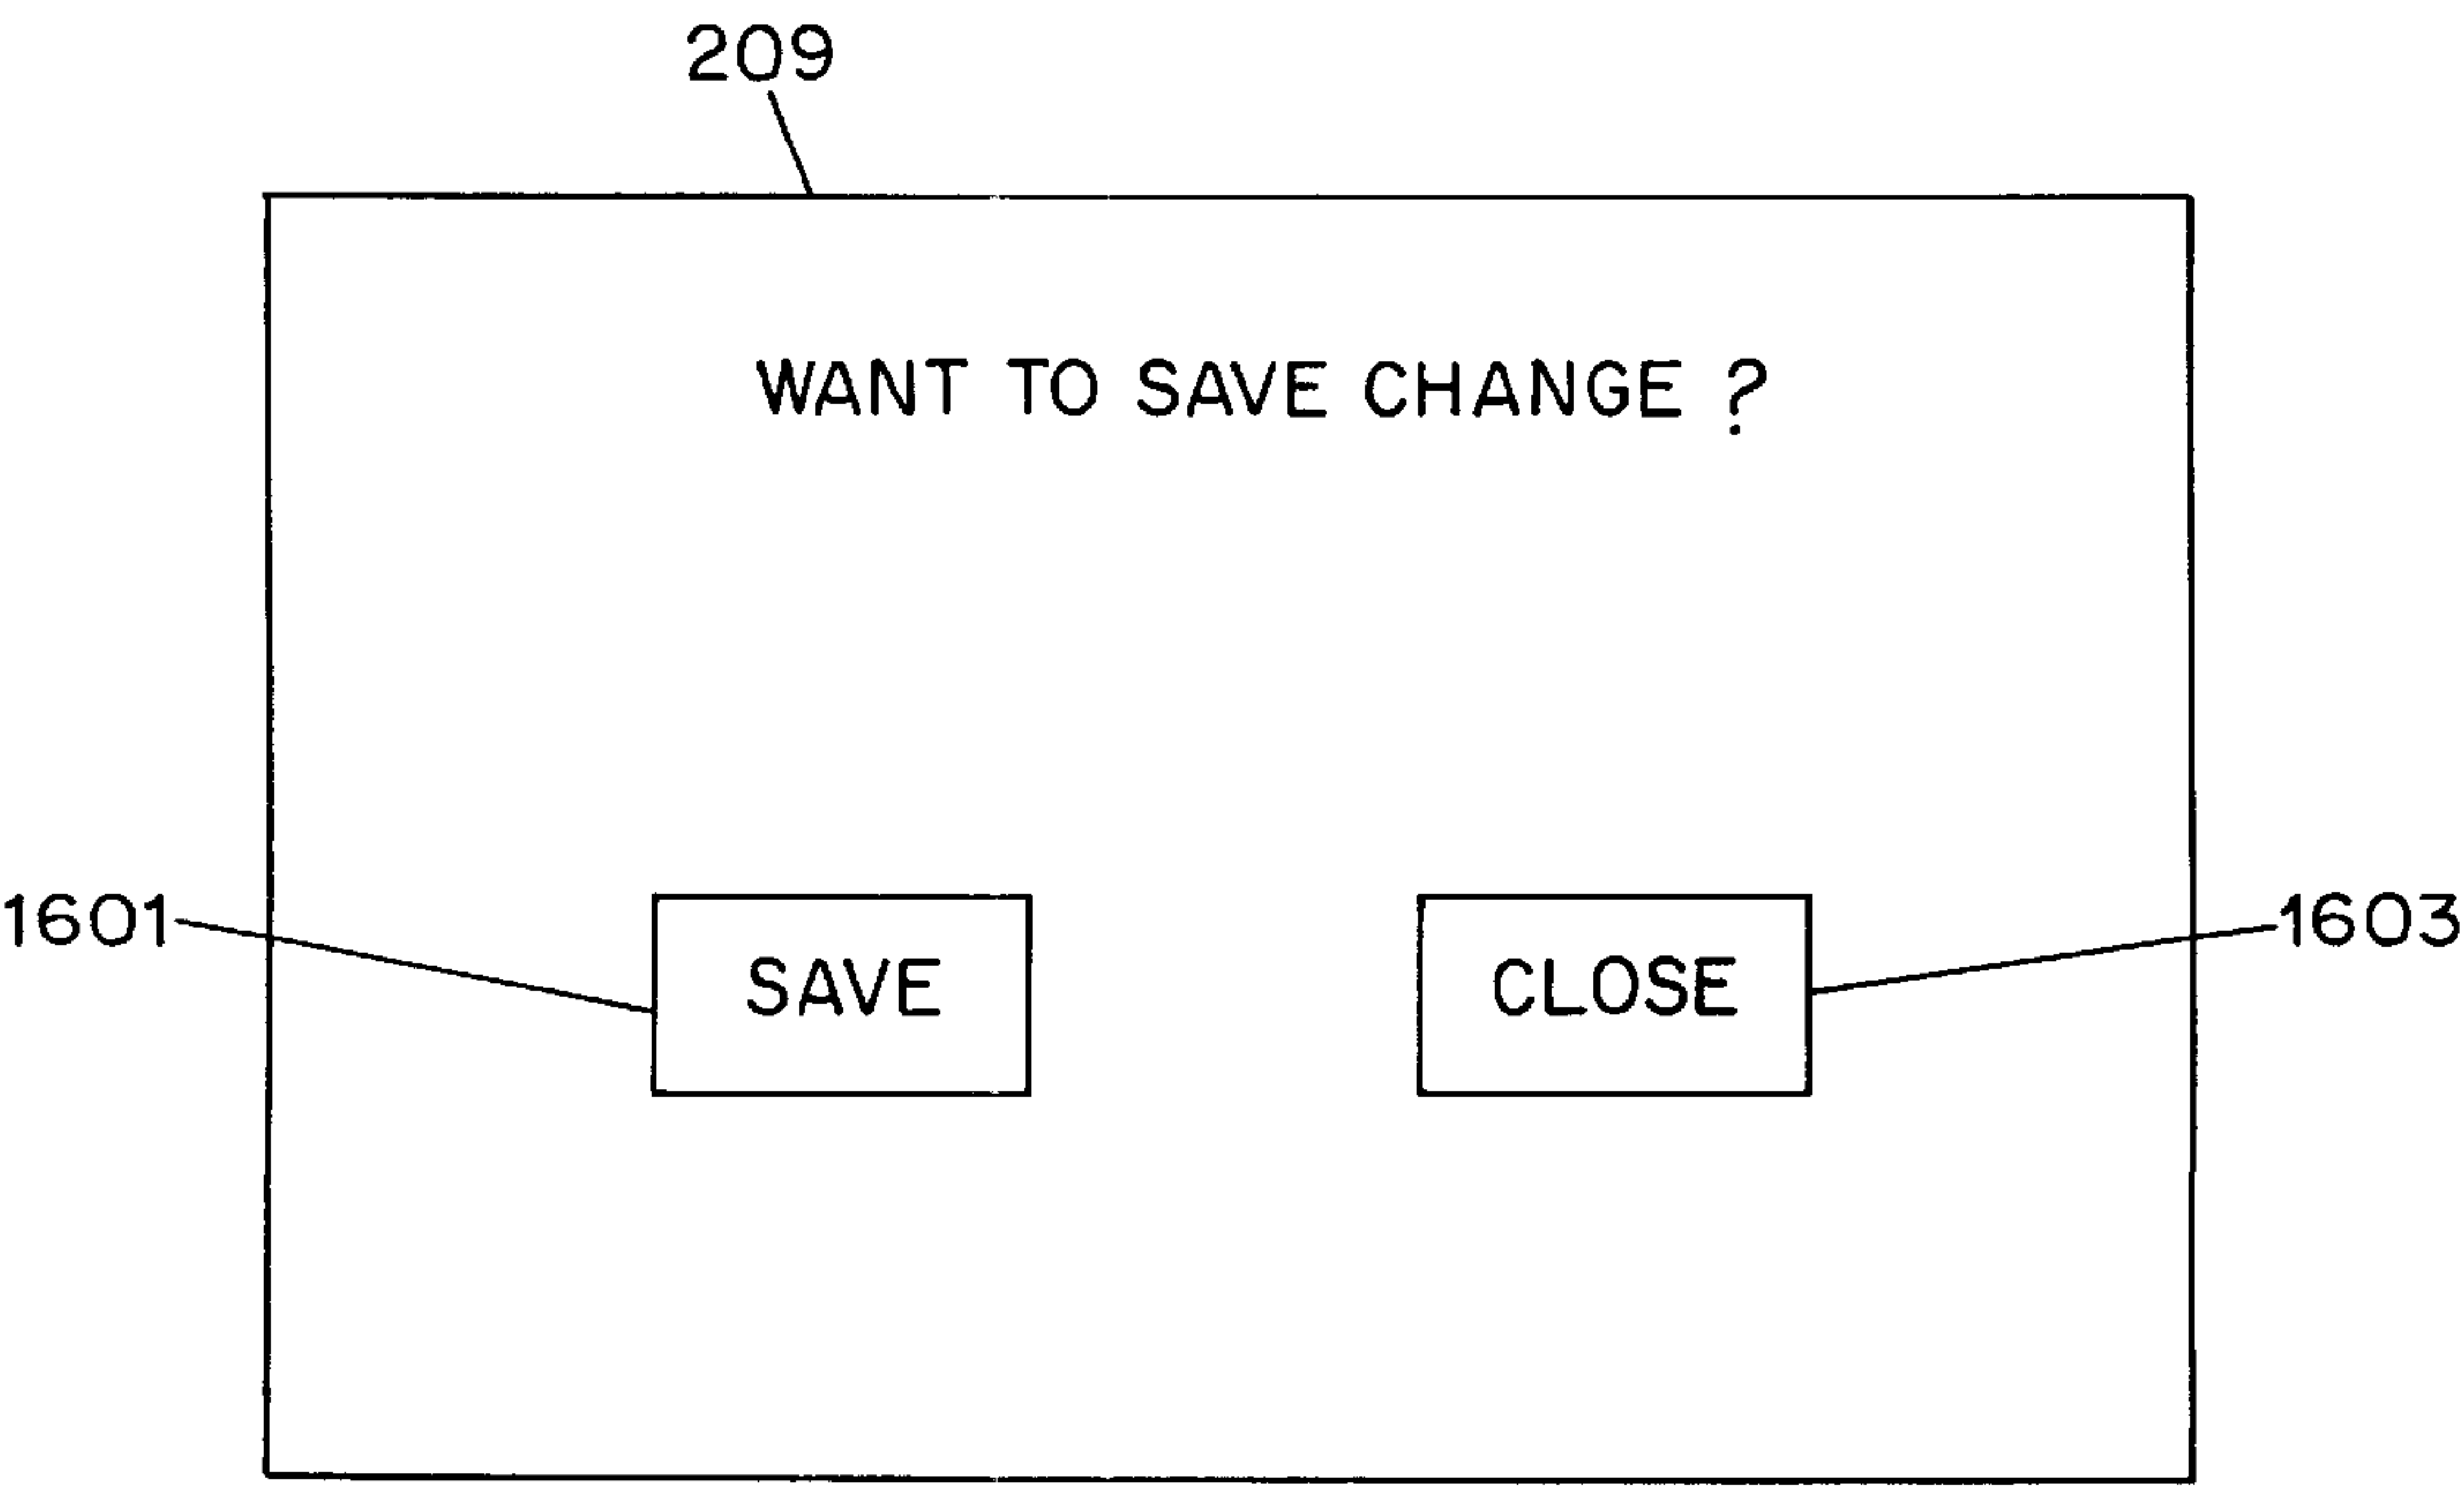 209
WANT TO SAVE CHANGE ?
1601
SAVE
CLOSE
1603